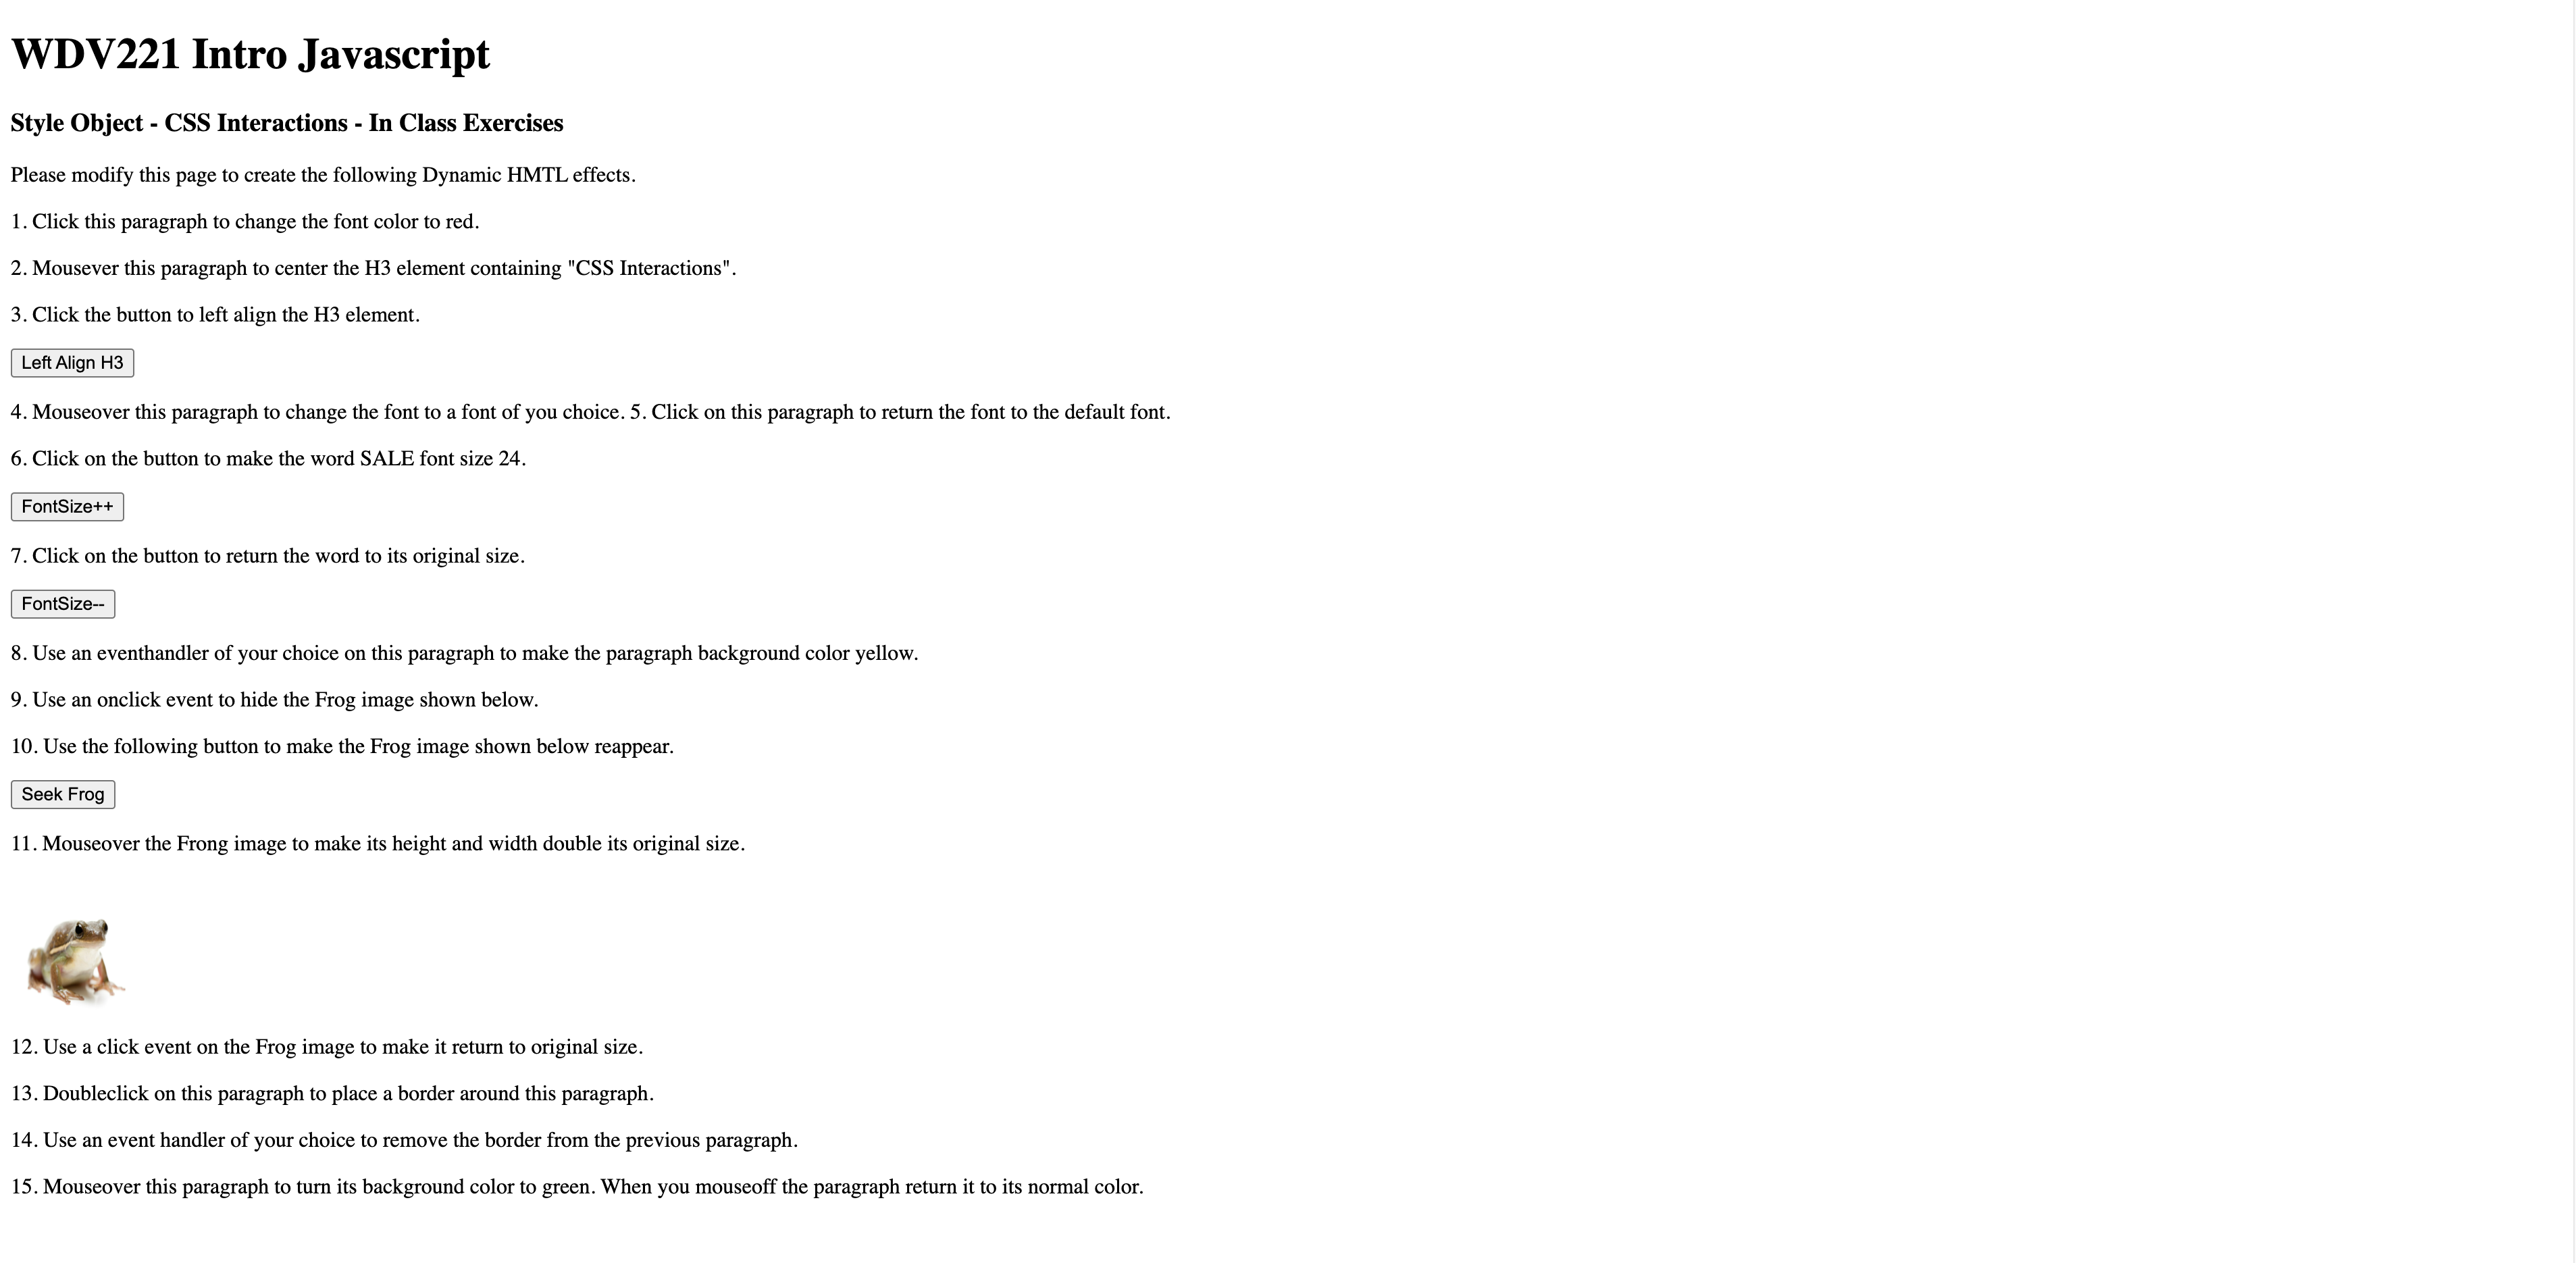 WDV221 Intro Javascript
Style Object - CSS Interactions - In Class Exercises
Please modify this page to create the following Dynamic HMTL effects.
1. Click this paragraph to change the font color to red.
2. Mousever this paragraph to center the H3 element containing "CSS Interactions".
3. Click the button to left align the H3 element.
Left Align H3
4. Mouseover this paragraph to change the font to a font of you choice. 5. Click on this paragraph to return the font to the default font.
6. Click on the button to make the word SALE font size 24.
FontSize++
7. Click on the button to return the word to its original size.
FontSize--
8. Use an eventhandler of your choice on this paragraph to make the paragraph background color yellow.
9. Use an onclick event to hide the Frog image shown below.
10. Use the following button to make the Frog image shown below reappear.
Seek Frog
11. Mouseover the Frong image to make its height and width double its original size.
12. Use a click event on the Frog image to make it return to original size.
13. Doubleclick on this paragraph to place a border around this paragraph.
14. Use an event handler of your choice to remove the border from the previous paragraph.
15. Mouseover this paragraph to turn its background color to green. When you mouseoff the paragraph return it to its normal color.